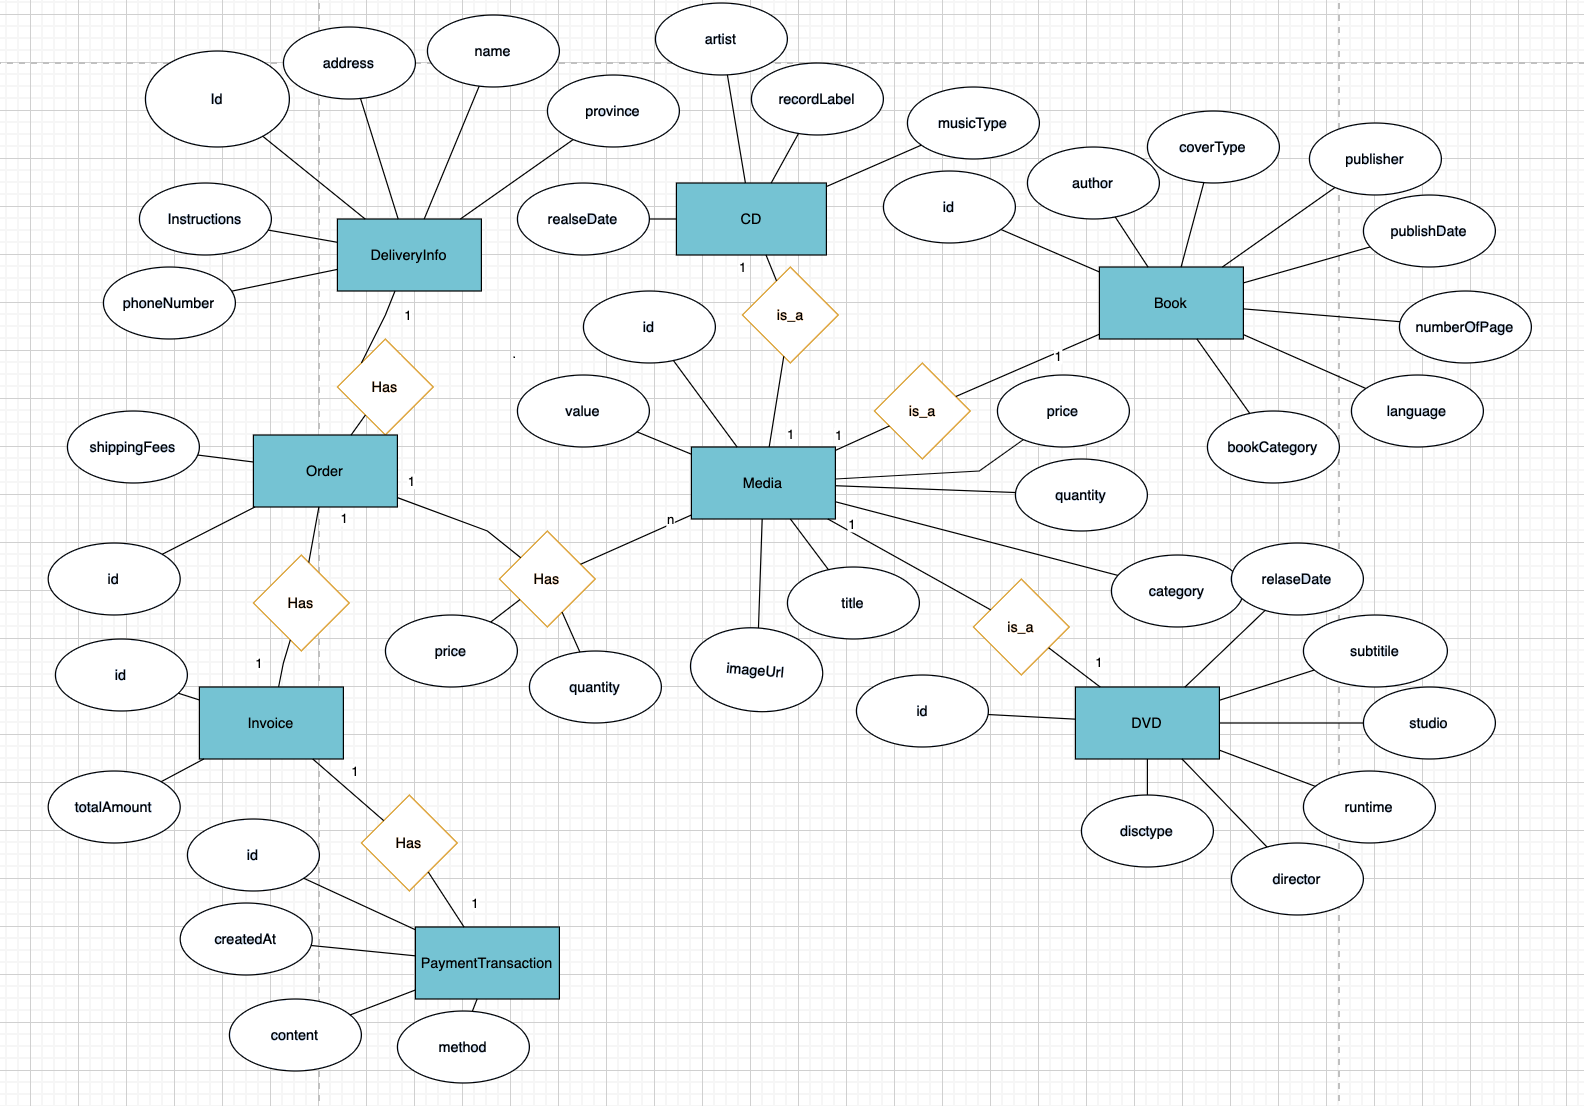 artist
name
address
Id
recordLabel
province
musicType
coverType
publisher
author
id
Instructions
realseDate
CD
publishDate
DeliveryInfo
1
phoneNumber
Book
1
is_a
id
numberOfPage
1
Has
value
is_a
price
language
1
1
shippingFees
bookCategory
Order
1
Media
quantity
1
n
1
id
Has
category
relaseDate
Has
title
is_a
price
subtitile
1
1
id
imageUrl
quantity
id
Invoice
DVD
studio
1
totalAmount
runtime
disctype
Has
id
director
1
createdAt
PaymentTransaction
content
method